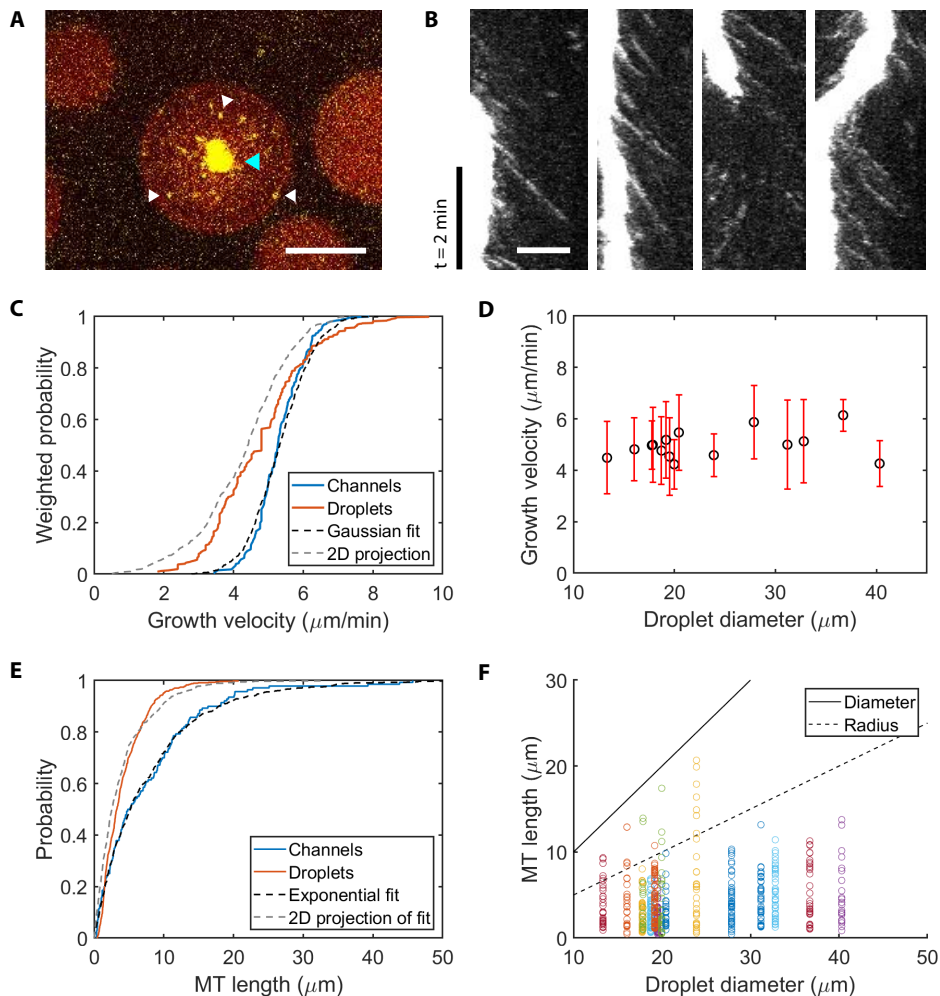 A
B
t = 2 min
C
Weighted probability
1
0.8
0.6
0.4
0.2
0
0 2 4 6 8 10
Growth velocity (μm/min)
Channels
Droplets
Gaussian fit
2D projection
D
Growth velocity (μm/min)
10
8
6
4
2
0
10 20 30 40
Droplet diameter (μm)
E
Probability
1
0.8
0.6
0.4
0.2
0
0 10 20 30 40 50
MT length (μm)
Channels
Droplets
Exponential fit
2D projection of fit
F
MT length (μm)
30
20
10
0
10 20 30 40 50
Droplet diameter (μm)
Diameter
Radius